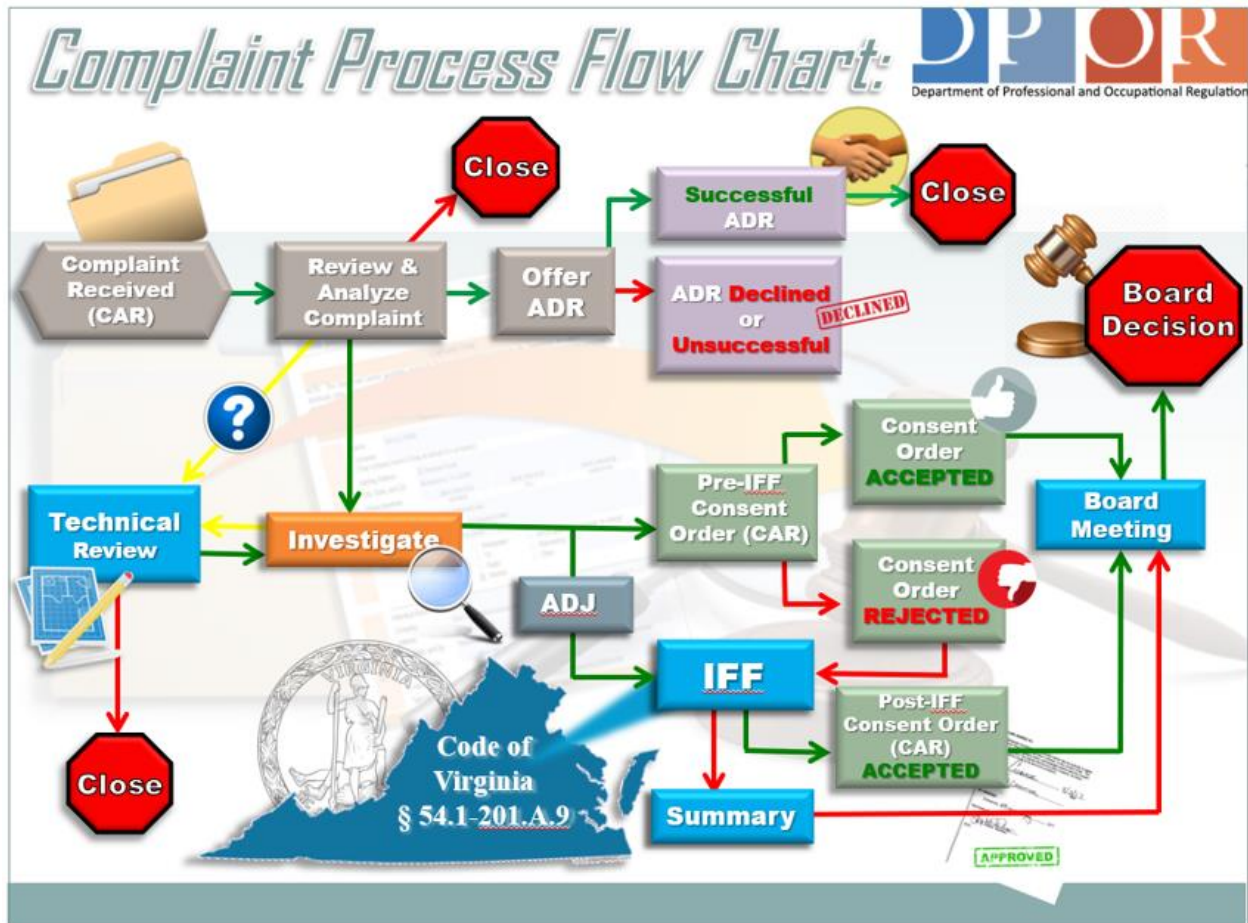 Complaint Process Flow Chart:
DPOR
Department of Professional and Occupational Regulation
Close
Successful
ADR
Close
Complaint
Received
(CAR)
Review &
Analyze
Complaint
Offer
ADR
ADR Declined
or
Unsuccessful
DECLINED
Board
Decision
?
Consent
Order
ACCEPTED
Pre-IFF
Consent
Order (CAR)
Board
Meeting
Technical
Review
Investigate
Consent
Order
REJECTED
ADJ
VIRGINIA
IFF
Post-IFF
Consent Order
(CAR)
ACCEPTED
Code of
Virginia
§ 54.1-201.A.9
Close
Summary
APPROVED